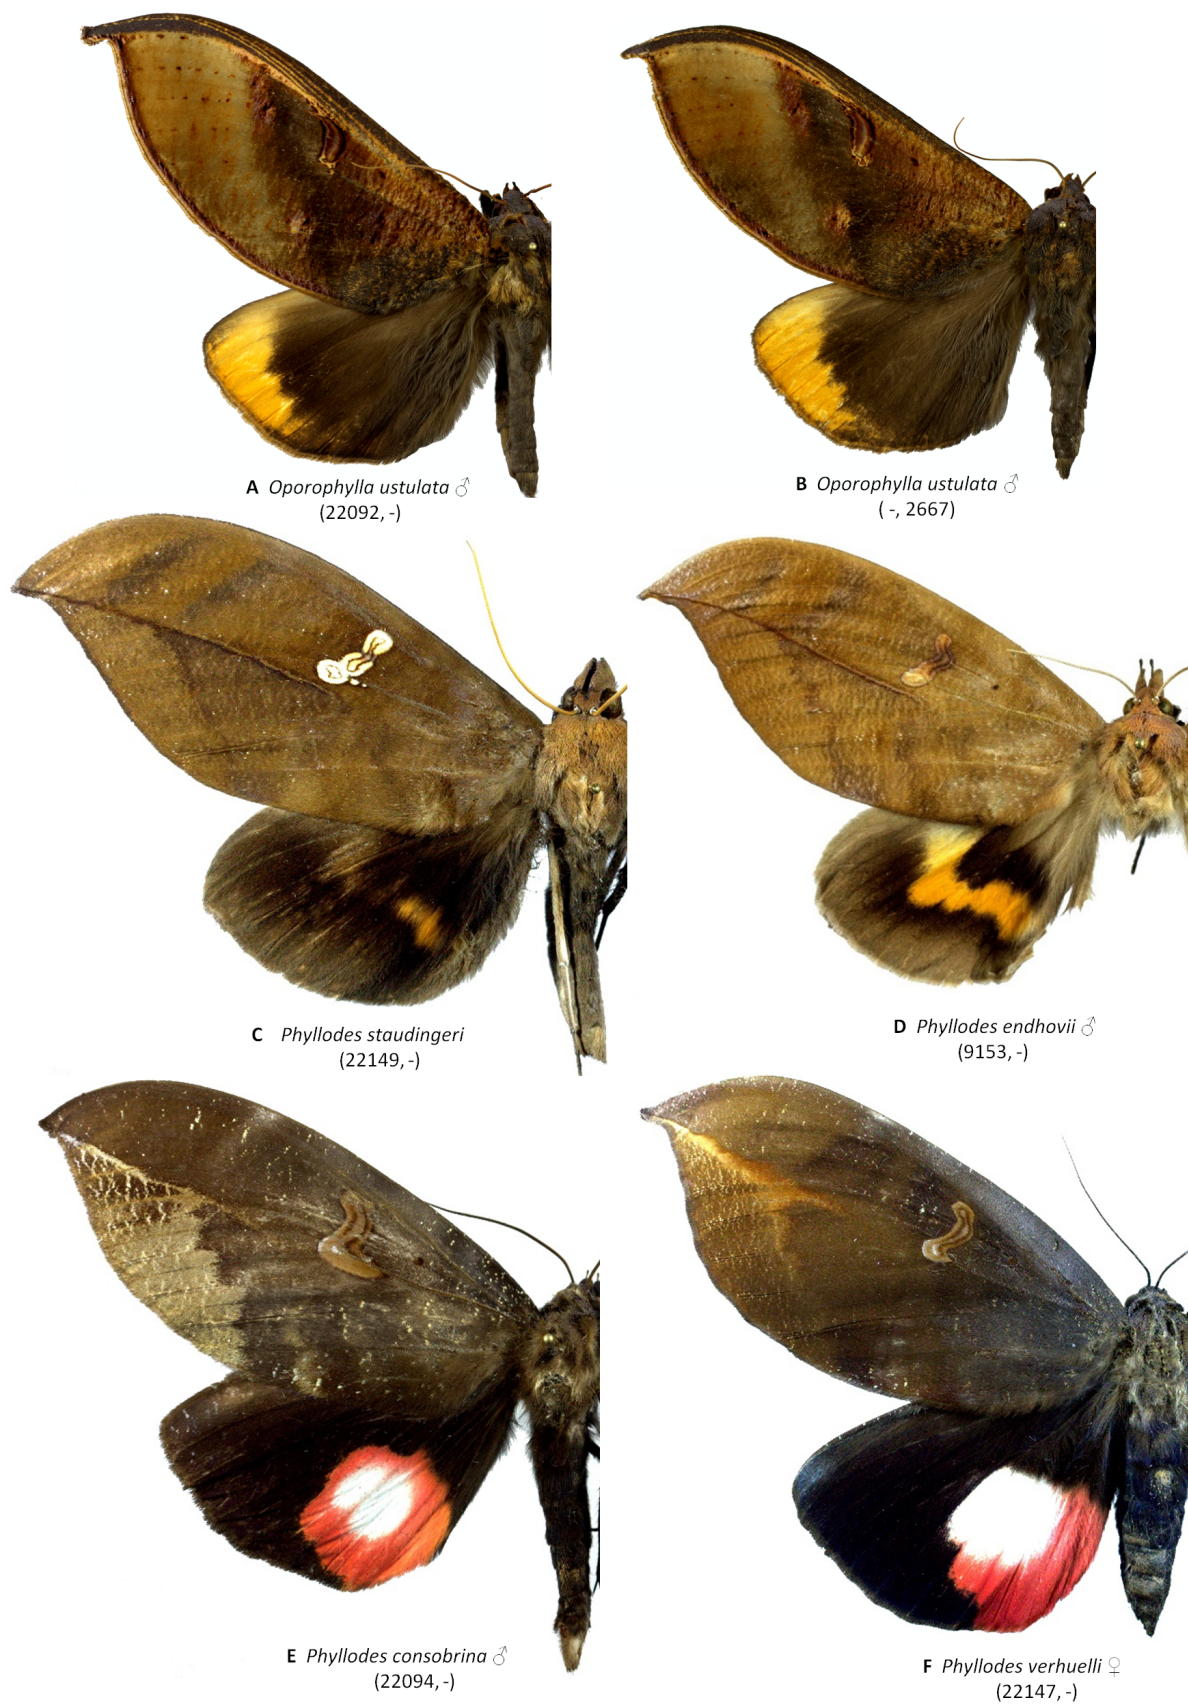 A Oporophylla ustulata ♂
(22092, -)
B Oporophylla ustulata ♂
( -, 2667)
C Phyllodes staudingeri
(22149, -)
D Phyllodes endhovii ♂
(9153, -)
E Phyllodes consobrina ♂
(22094, -)
F Phyllodes verhuelli ♀
(22147, -)